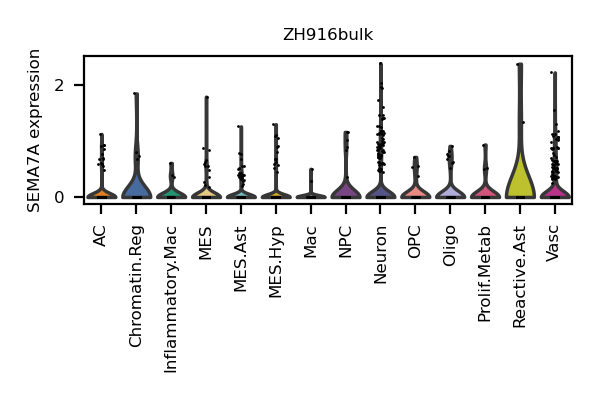 ZH916bulk
SEMA7A expression
2
0
AC
Chromatin.Reg
Inflammatory.Mac
MES
MES.Ast
MES.Hyp
Mac
NPC
Neuron
OPC
Oligo
Prolif.Metab
Reactive.Ast
Vasc